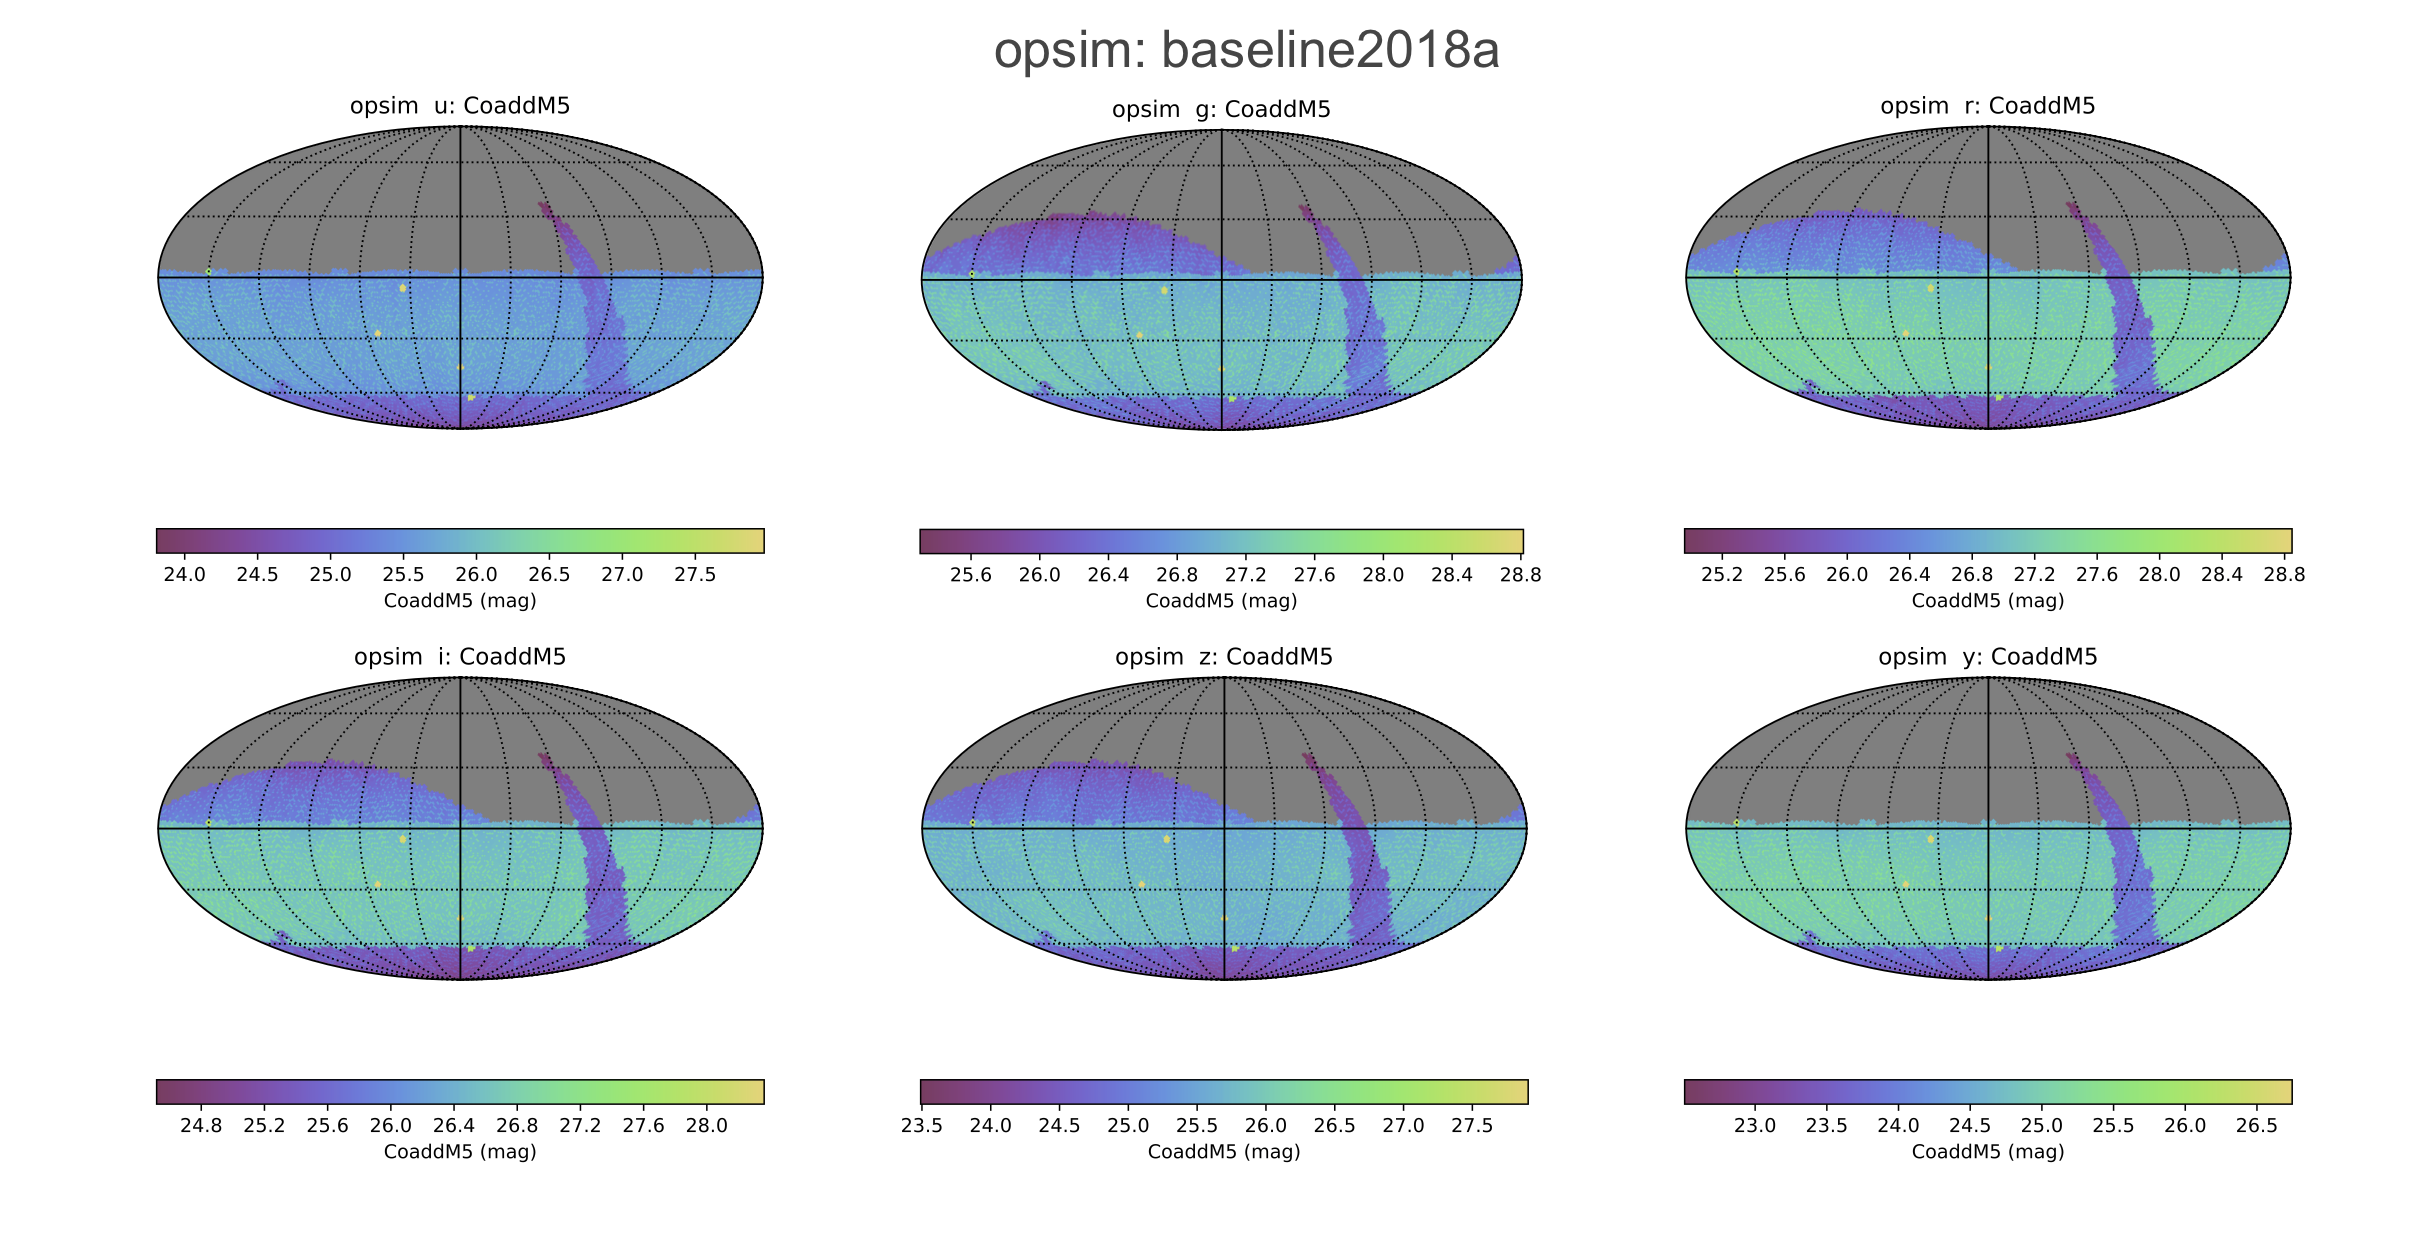 opsim: baseline2018a
opsim  u: CoaddM5
opsim  g: CoaddM5
opsim  r: CoaddM5
24.0 24.5 25.0 25.5 26.0 26.5 27.0 27.5
CoaddM5 (mag)
25.6 26.0 26.4 26.8 27.2 27.6 28.0 28.4 28.8
CoaddM5 (mag)
25.2 25.6 26.0 26.4 26.8 27.2 27.6 28.0 28.4 28.8
CoaddM5 (mag)
opsim  i: CoaddM5
opsim  z: CoaddM5
opsim  y: CoaddM5
24.8 25.2 25.6 26.0 26.4 26.8 27.2 27.6 28.0
CoaddM5 (mag)
23.5 24.0 24.5 25.0 25.5 26.0 26.5 27.0 27.5
CoaddM5 (mag)
23.0 23.5 24.0 24.5 25.0 25.5 26.0 26.5
CoaddM5 (mag)